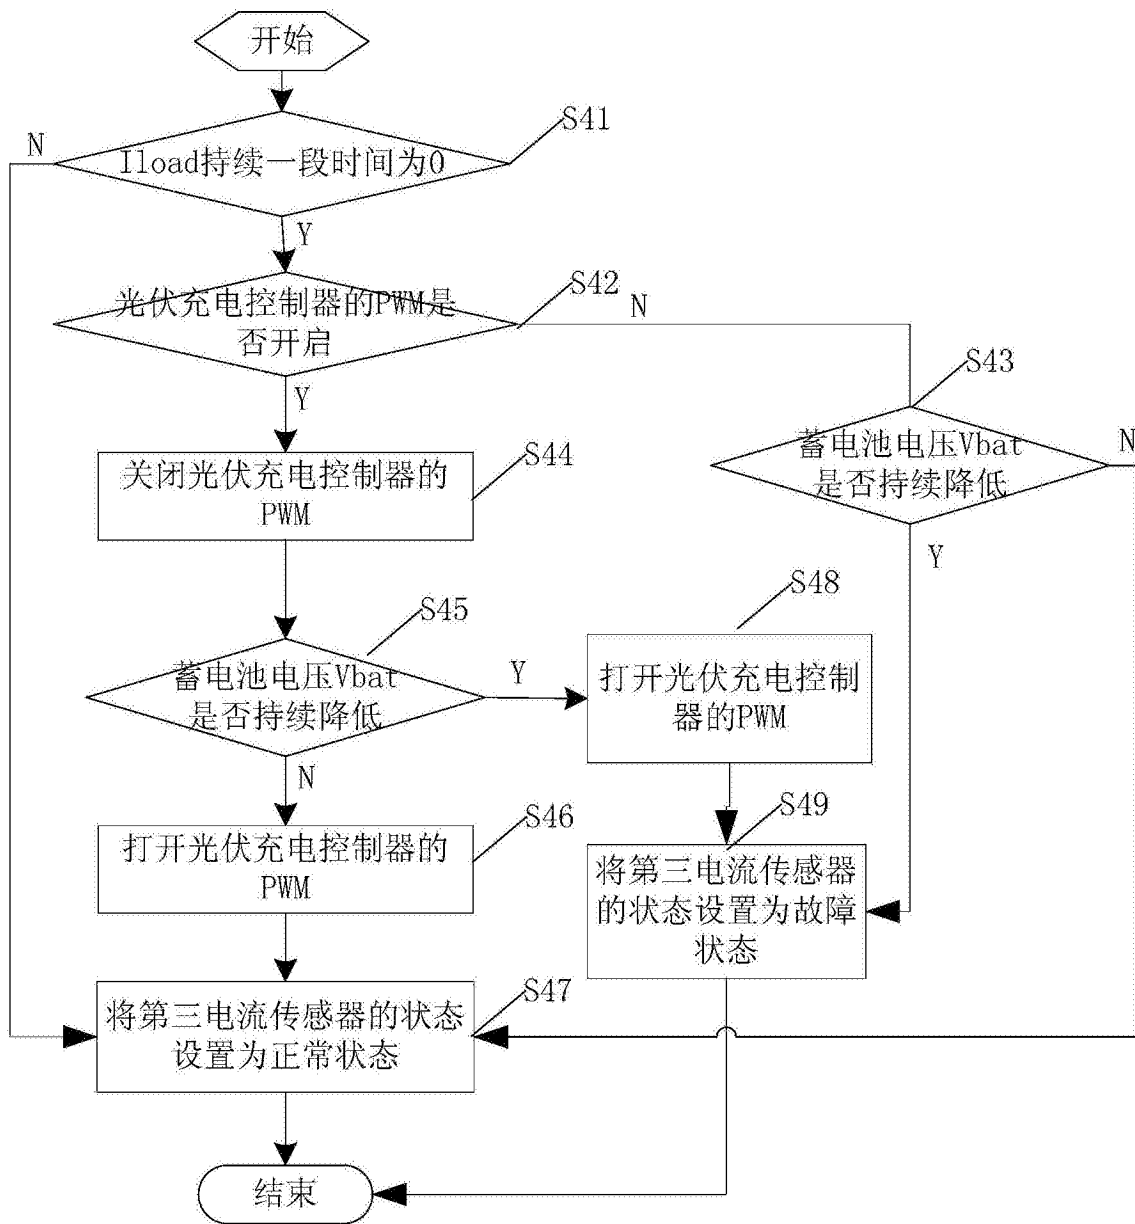 开始
S41
N
Iload持续一段时间为0
Y
S42
光伏充电控制器的PWM是
否开启
N
Y
S43
蓄电池电压Vbat
是否持续降低
N
Y
S44
关闭光伏充电控制器的
PWM
S45
蓄电池电压Vbat
是否持续降低
Y
N
S48
打开光伏充电控制
器的PWM
S46
打开光伏充电控制器的
PWM
S49
将第三电流传感器
的状态设置为故障
状态
S47
将第三电流传感器的状态
设置为正常状态
结束